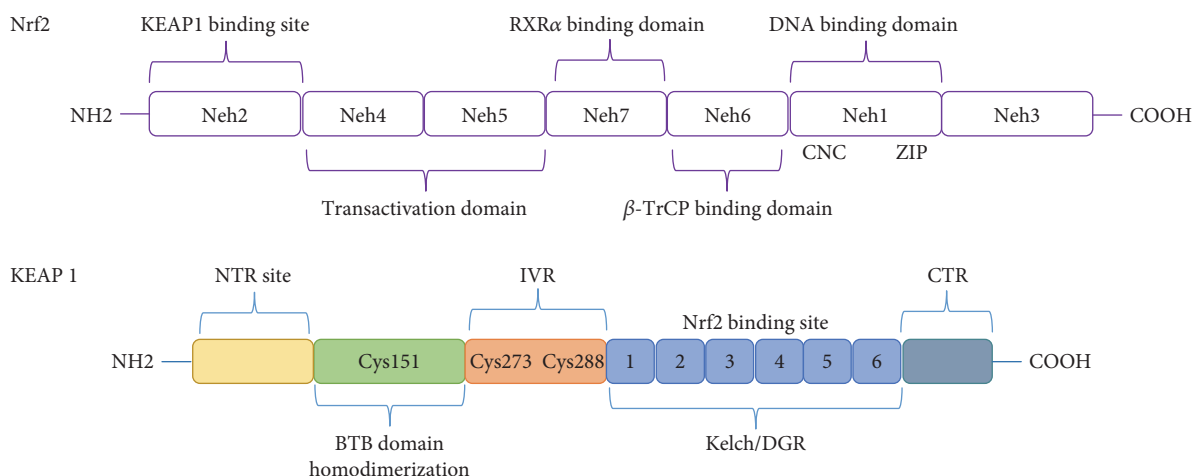 Nrf2
KEAP1 binding site
RXRα binding domain
DNA binding domain
NH2
Neh2
Neh4
Neh5
Neh7
Neh6
Neh1
Neh3
COOH
CNC
ZIP
Transactivation domain
β-TrCP binding domain
KEAP 1
NTR site
IVR
CTR
Nrf2 binding site
NH2
Cys151
Cys273
Cys288
1
2
3
4
5
6
COOH
BTB domain
homodimerization
Kelch/DGR